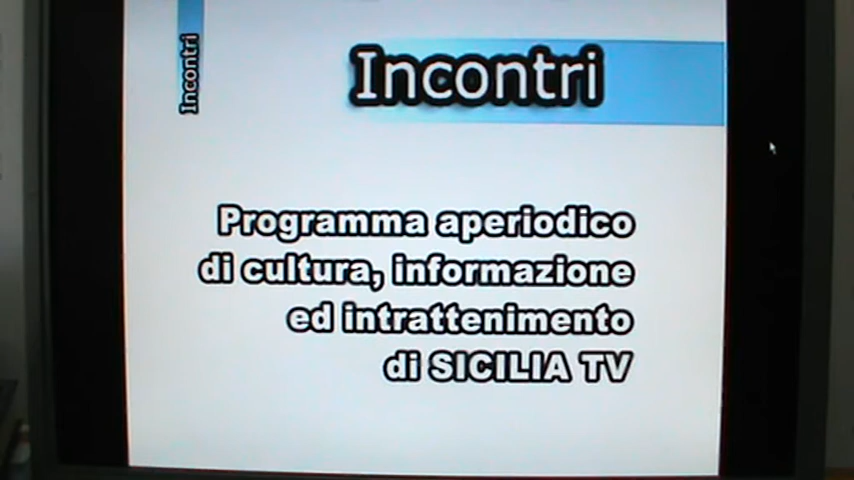 Incontri
Incontri
Programma aperiodico
di cultura, informazione
ed intrattenimento
di SICILIA TV